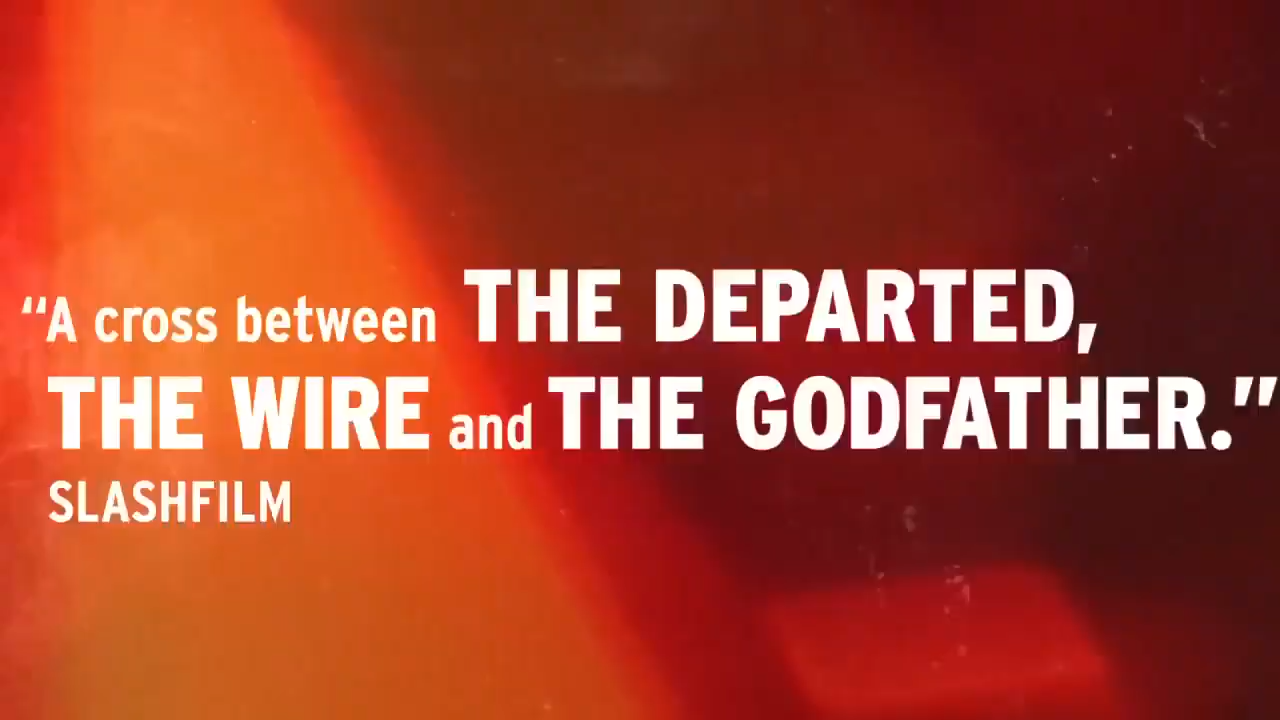 “A cross between THE DEPARTED,
THE WIRE and THE GODFATHER.”
SLASHFILM